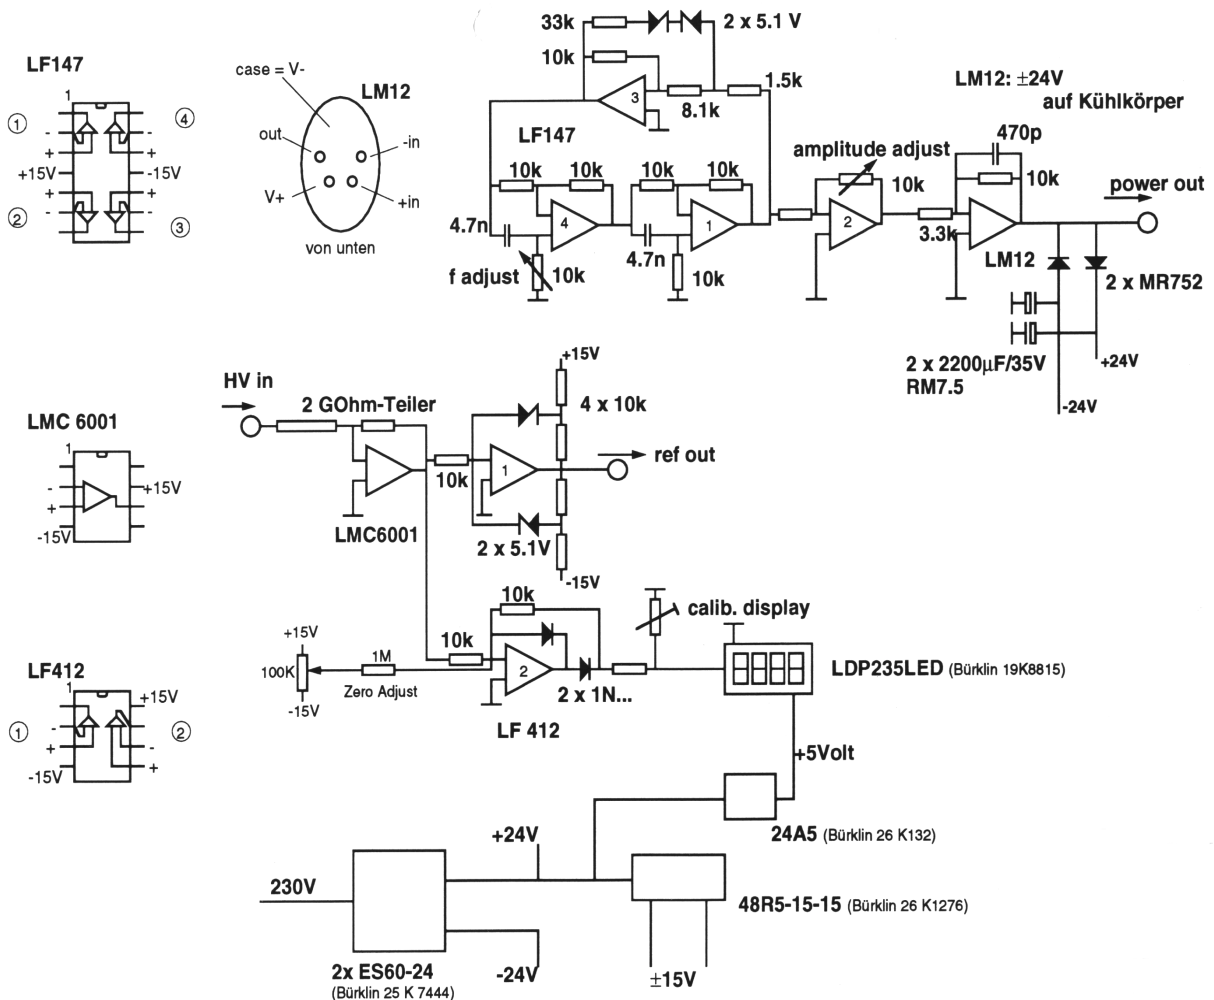 33k
2 x 5.1 V
10k
3
8.1k
1.5k
LF147
LF147
1
1
4
-
-
+
+
+15V
-15V
+
+
-
-
2
3
case = V-
LM12
out
-in
V+
+in
von unten
10k
10k
10k
10k
4.7n
4
4.7n
1
f adjust
10k
10k
amplitude adjust
10k
2
LM12: ±24V
auf Kühlkörper
470p
10k
power out
3.3k
LM12
2 x MR752
2 x 2200µF/35V
RM7.5
+24V
-24V
LMC 6001
1
-
+15V
+
-15V
HV in
2 GOhm-Teiler
+15V
4 x 10k
10k
1
ref out
LMC6001
2 x 5.1V
-15V
LF412
1
+15V
1
2
-
+
-
-15V
+
+15V
100K
-15V
1M
Zero Adjust
10k
10k
2
2 x 1N...
LF 412
calib. display
LDP235LED (Bürklin 19K8815)
+5Volt
24A5 (Bürklin 26 K132)
+24V
230V
48R5-15-15 (Bürklin 26 K1276)
2x ES60-24
(Bürklin 25 K 7444)
-24V
±15V